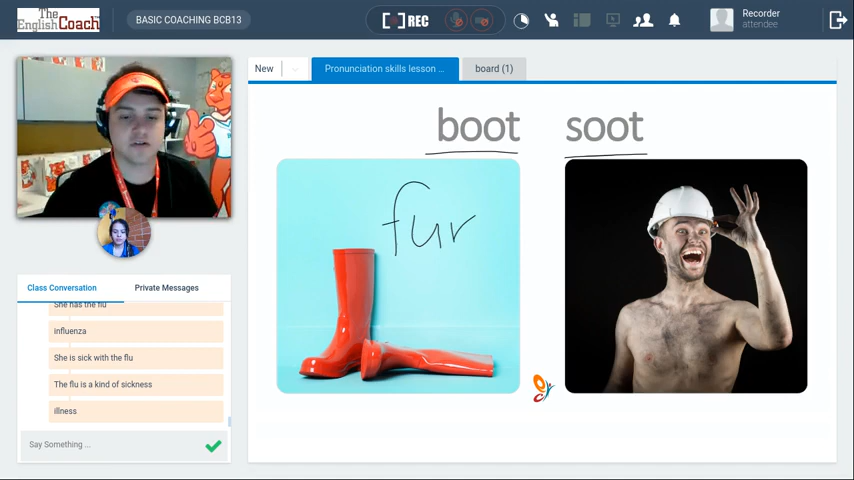 The
EnglishCoach
BASIC COACHING BCB13
REC
Recorder
attendee
New
Pronunciation skills lesson ...
board (1)
boot
soot
fur
Class Conversation
Private Messages
She has the flu
influenza
She is sick with the flu
The flu is a kind of sickness
illness
Say Something ...